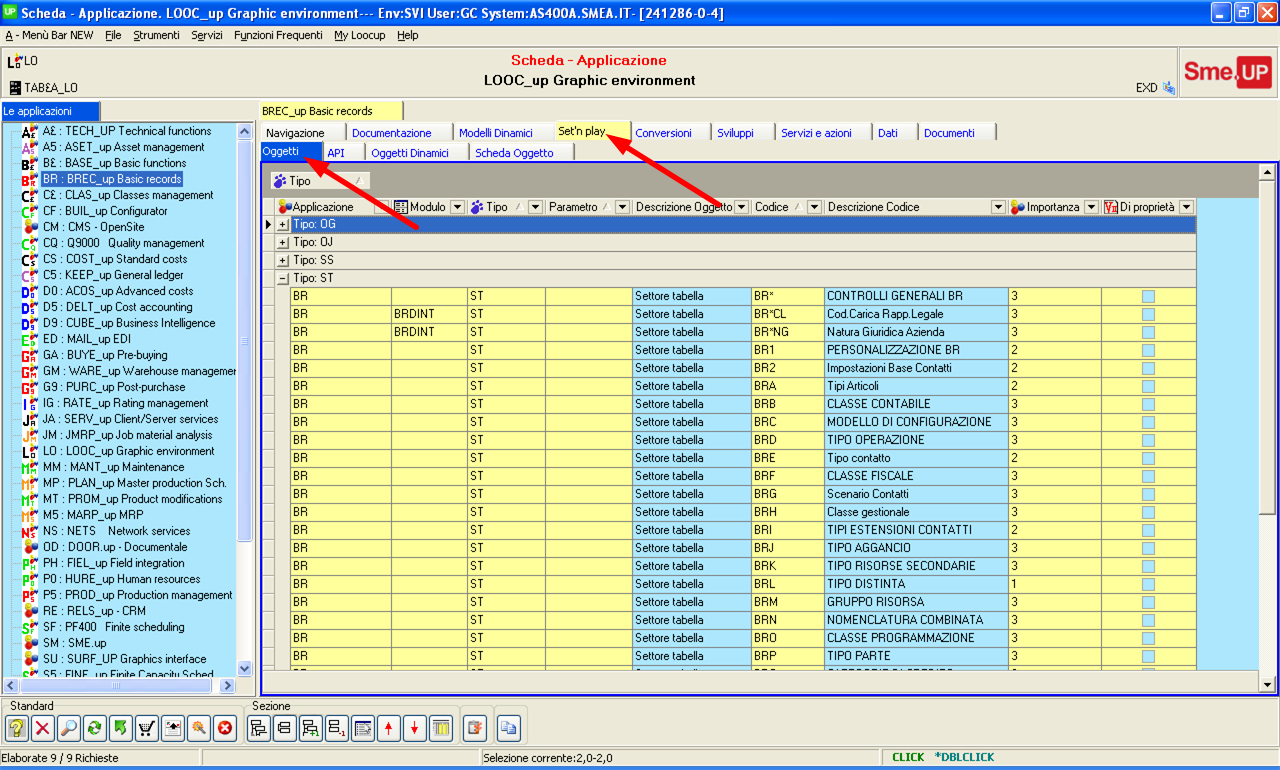 UP Scheda - Applicazione. LOOC_up Graphic environment--- Env:SVI User:GC System:AS400A.SMEA.IT- [241286-0-4]
A - Menù Bar NEW File Strumenti Servizi Funzioni Frequenti My Loocup Help
LO
TAB£A_LO
Scheda - Applicazione
LOOC_up Graphic environment
EXD
Sme.UP
Le applicazioni
A£ : TECH_UP Technical functions
A5 : ASET_up Asset management
B£ : BASE_up Basic functions
BR : BREC_up Basic records
C£ : CLAS_up Classes management
CF : BUIL_up Configurator
CM : CMS - OpenSite
CQ : Q9000 Quality management
CS : COST_up Standard costs
C5 : KEEP_up General ledger
D0 : ACOS_up Advanced costs
D5 : DELT_up Cost accounting
D9 : CUBE_up Business Intelligence
ED : MAIL_up EDI
GA : BUYE_up Pre-buying
GM : WARE_up Warehouse managemer
G9 : PURC_up Post-purchase
IG : RATE_up Rating management
JA : SERV_up Client/Server services
JM : JMRP_up Job material analysis
LO : LOOC_up Graphic environment
MM : MANT_up Maintenance
MP : PLAN_up Master production Sch.
MT : PROM_up Product modifications
M5 : MARP_up MRP
NS : NETS Network services
OD : DOOR.up - Documentale
PH : FIEL_up Field integration
P0 : HURE_up Human resources
P5 : PROD_up Production management
RE : RELS_up - CRM
SF : PF400 Finite scheduling
SM : SME.up
SU : SURF_UP Graphics interface
S5 : FINE_up Finite Capacity Sched
BREC_up Basic records
Navigazione Documentazione Modelli Dinamici Set'n play Conversioni Sviluppi Servizi e azioni Dati Documenti
Oggetti API Oggetti Dinamici Scheda Oggetto
Tipo
Applicazione Modulo Tipo Parametro Descrizione Oggetto Codice Descrizione Codice Importanza Di proprietà
Tipo: OG
Tipo: OJ
Tipo: SS
Tipo: ST
BR ST Settore tabella BR* CONTROLLI GENERALI BR 3
BR BRDINT ST Settore tabella BR*CL Cod.Carica Rapp.Legale 3
BR BRDINT ST Settore tabella BR*NG Natura Giuridica Azienda 3
BR ST Settore tabella BR1 PERSONALIZZAZIONE BR 2
BR ST Settore tabella BR2 Impostazioni Base Contatti 2
BR ST Settore tabella BRA Tipi Articoli 2
BR ST Settore tabella BRB CLASSE CONTABILE 3
BR ST Settore tabella BRC MODELLO DI CONFIGURAZIONE 3
BR ST Settore tabella BRD TIPO OPERAZIONE 3
BR ST Settore tabella BRE Tipo contatto 2
BR ST Settore tabella BRF CLASSE FISCALE 3
BR ST Settore tabella BRG Scenario Contatti 3
BR ST Settore tabella BRH Classe gestionale 3
BR ST Settore tabella BRI TIPI ESTENSIONI CONTATTI 2
BR ST Settore tabella BRJ TIPO AGGANCIO 3
BR ST Settore tabella BRK TIPO RISORSE SECONDARIE 3
BR ST Settore tabella BRL TIPO DISTINTA 1
BR ST Settore tabella BRM GRUPPO RISORSA 3
BR ST Settore tabella BRN NOMENCLATURA COMBINATA 3
BR ST Settore tabella BRO CLASSE PROGRAMMAZIONE 3
BR ST Settore tabella BRP TIPO PARTE 3
Standard Sezione
Elaborate 9 / 9 Richieste Selezione corrente:2,0-2,0 CLICK *DBLCLICK